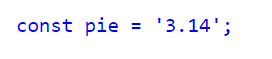 const pie = '3.14';